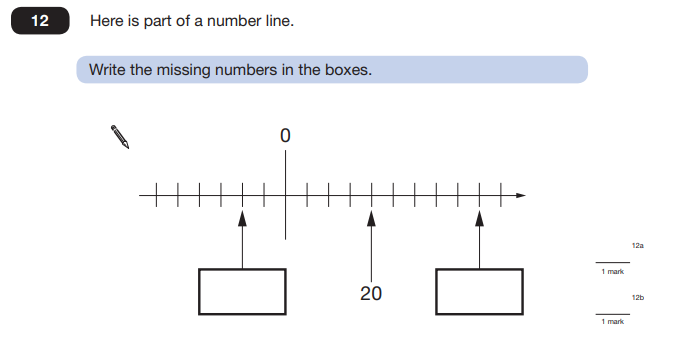 12 Here is part of a number line.
Write the missing numbers in the boxes.
0
20
12a
1 mark
12b
1 mark